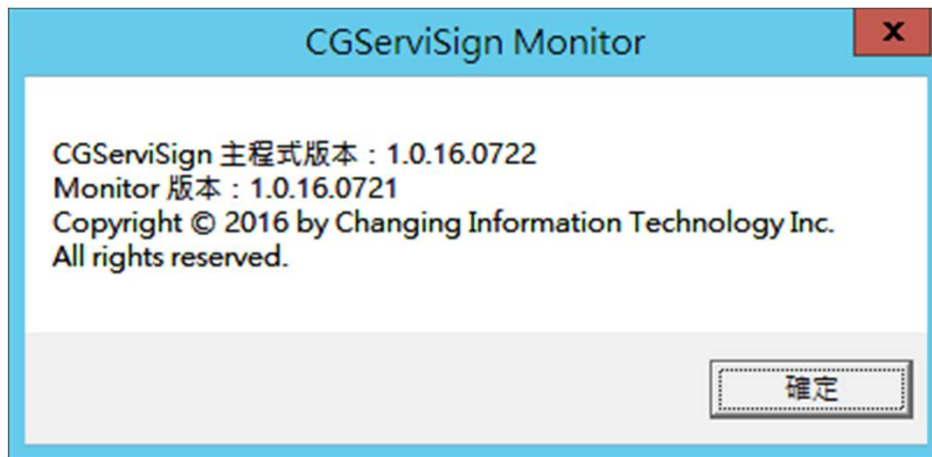 CGServiSign Monitor
x
CGServiSign 主程式版本：1.0.16.0722
Monitor 版本：1.0.16.0721
Copyright © 2016 by Changing Information Technology Inc.
All rights reserved.
確定